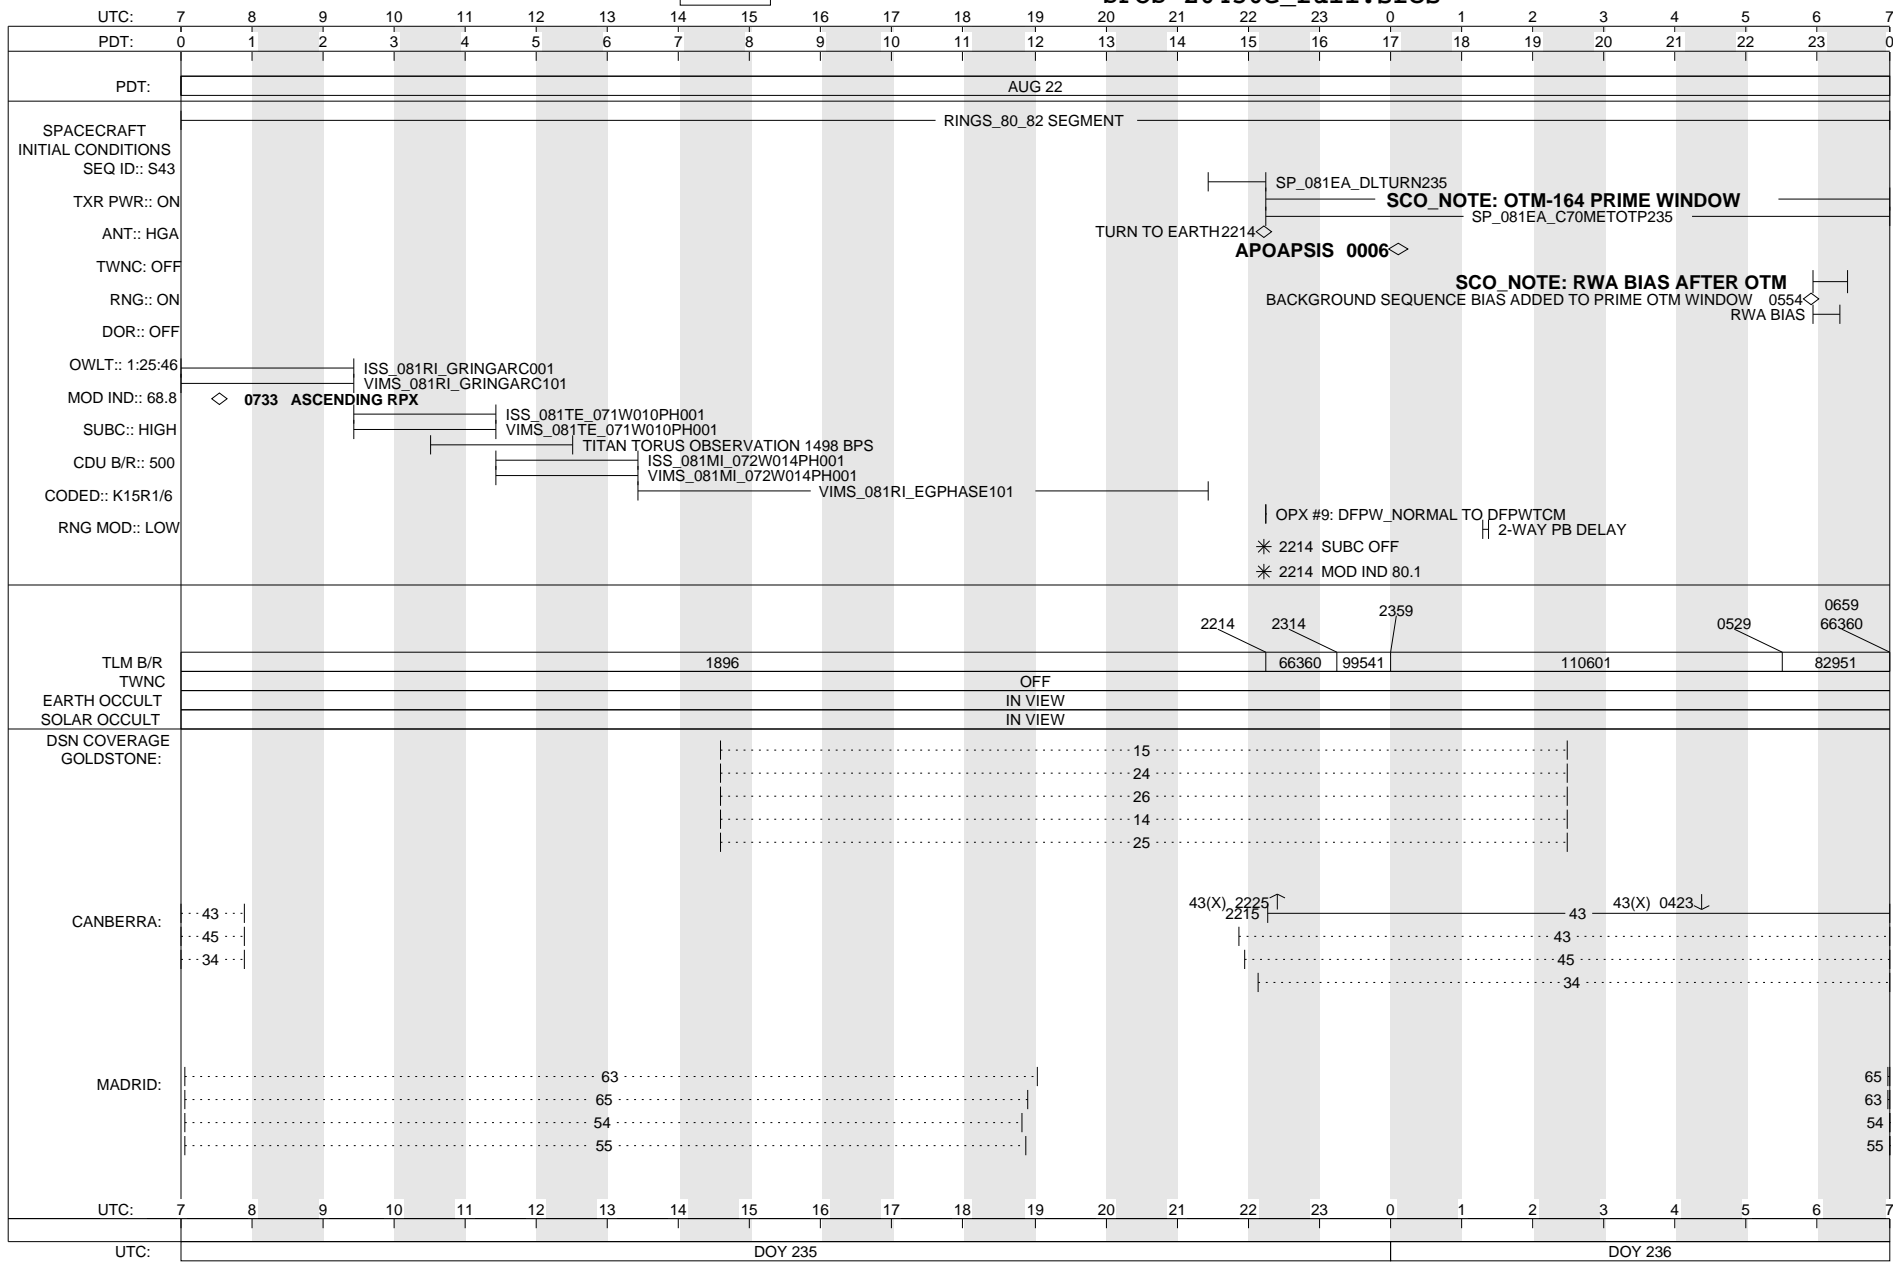 UTC: 7 8 9 10 11 12 13 14 15 16 17 18 19 20 21 22 23 0 1 2 3 4 5 6 7
PDT: 0 1 2 3 4 5 6 7 8 9 10 11 12 13 14 15 16 17 18 19 20 21 22 23 0
PDT: AUG 22
RINGS_80_82 SEGMENT
SPACECRAFT
INITIAL CONDITIONS
SEQ ID:: S43
SP_081EA_DLTURN235
TXR PWR:: ON
SCO_NOTE: OTM-164 PRIME WINDOW
SP_081EA_C70METOTP235
ANT:: HGA
TURN TO EARTH 2214
APOAPSIS 0006
TWNC: OFF
SCO_NOTE: RWA BIAS AFTER OTM
RNG:: ON
BACKGROUND SEQUENCE BIAS ADDED TO PRIME OTM WINDOW 0554
RWA BIAS
DOR:: OFF
OWLT:: 1:25:46
ISS_081RI_GRINGARC001
VIMS_081RI_GRINGARC101
MOD IND:: 68.8
0733 ASCENDING RPX
ISS_081TE_071W010PH001
SUBC:: HIGH
VIMS_081TE_071W010PH001
TITAN TORUS OBSERVATION 1498 BPS
CDU B/R:: 500
ISS_081MI_072W014PH001
VIMS_081MI_072W014PH001
CODED:: K15R1/6
VIMS_081RI_EGPHASE101
OPX #9: DFPW_NORMAL TO DFPWTCM
RNG MOD:: LOW
2-WAY PB DELAY
2214 SUBC OFF
2214 MOD IND 80.1
0659
2359
2214 2314 0529 66360
TLM B/R 1896 66360 99541 110601 82951
TWNC OFF
EARTH OCCULT IN VIEW
SOLAR OCCULT IN VIEW
DSN COVERAGE
GOLDSTONE:
15
24
26
14
25
43(X) 2225 43(X) 0423
CANBERRA: 43 2215 43
45 43
34 45
34
MADRID: 63 65
65 63
54 54
55 55
UTC: 7 8 9 10 11 12 13 14 15 16 17 18 19 20 21 22 23 0 1 2 3 4 5 6 7
UTC: DOY 235 DOY 236